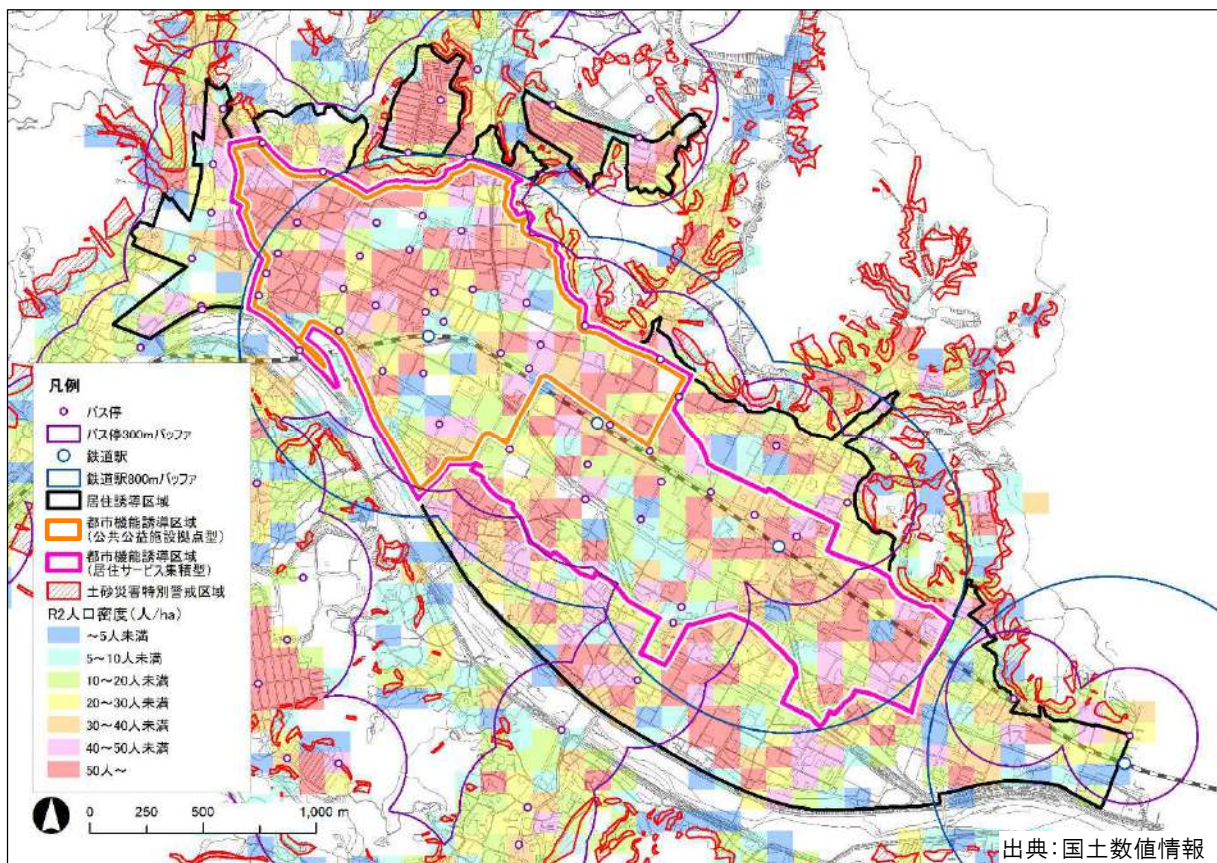 凡例
バス停
バス停300mバッファ
鉄道駅
鉄道駅800mバッファ
居住誘導区域
都市機能誘導区域
(公共公益施設拠点型)
都市機能誘導区域
(居住サービス集積型)
土砂災害特別警戒区域
R2人口密度(人/ha)
~5人未満
5~10人未満
10~20人未満
20~30人未満
30~40人未満
40~50人未満
50人~
0 250 500 1,000 m
出典:国土数値情報